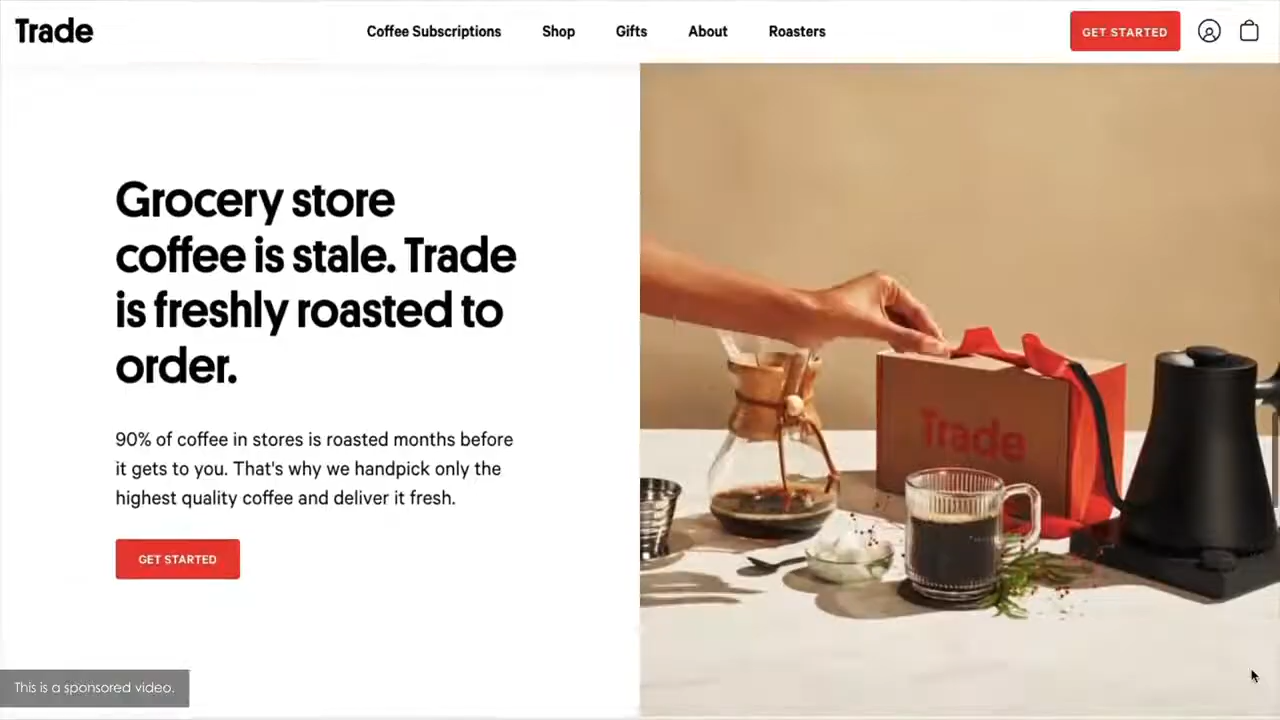 Trade
Coffee Subscriptions
Shop
Gifts
About
Roasters
GET STARTED
Grocery store
coffee is stale. Trade
is freshly roasted to
order.
90% of coffee in stores is roasted months before
it gets to you. That's why we handpick only the
highest quality coffee and deliver it fresh.
GET STARTED
Trade
This is a sponsored video.